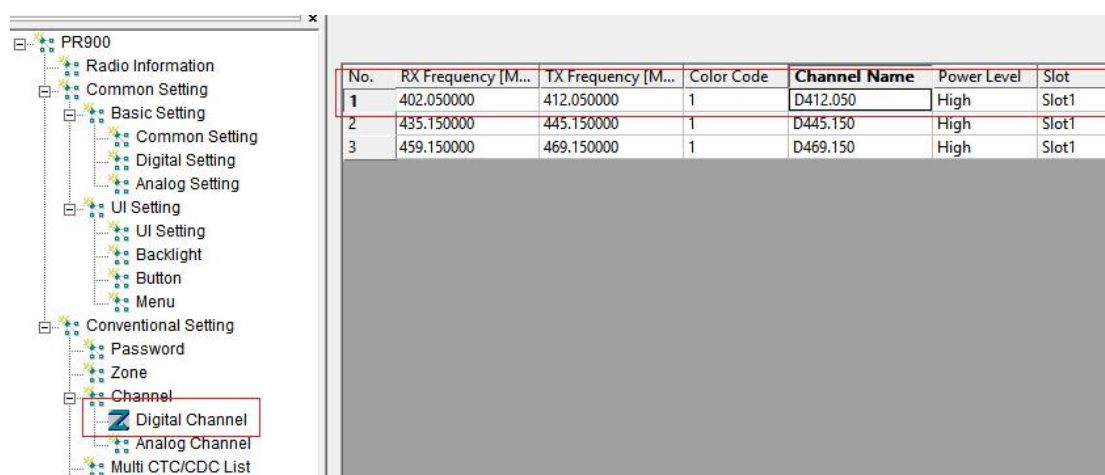 x
PR900
Radio Information
Common Setting
Basic Setting
Common Setting
Digital Setting
Analog Setting
UI Setting
UI Setting
Backlight
Button
Menu
Conventional Setting
Password
Zone
Channel
Digital Channel
Analog Channel
Multi CTC/CDC List
No. RX Frequency [M... TX Frequency [M... Color Code Channel Name Power Level Slot
1 402.050000 412.050000 1 D412.050 High Slot1
2 435.150000 445.150000 1 D445.150 High Slot1
3 459.150000 469.150000 1 D469.150 High Slot1